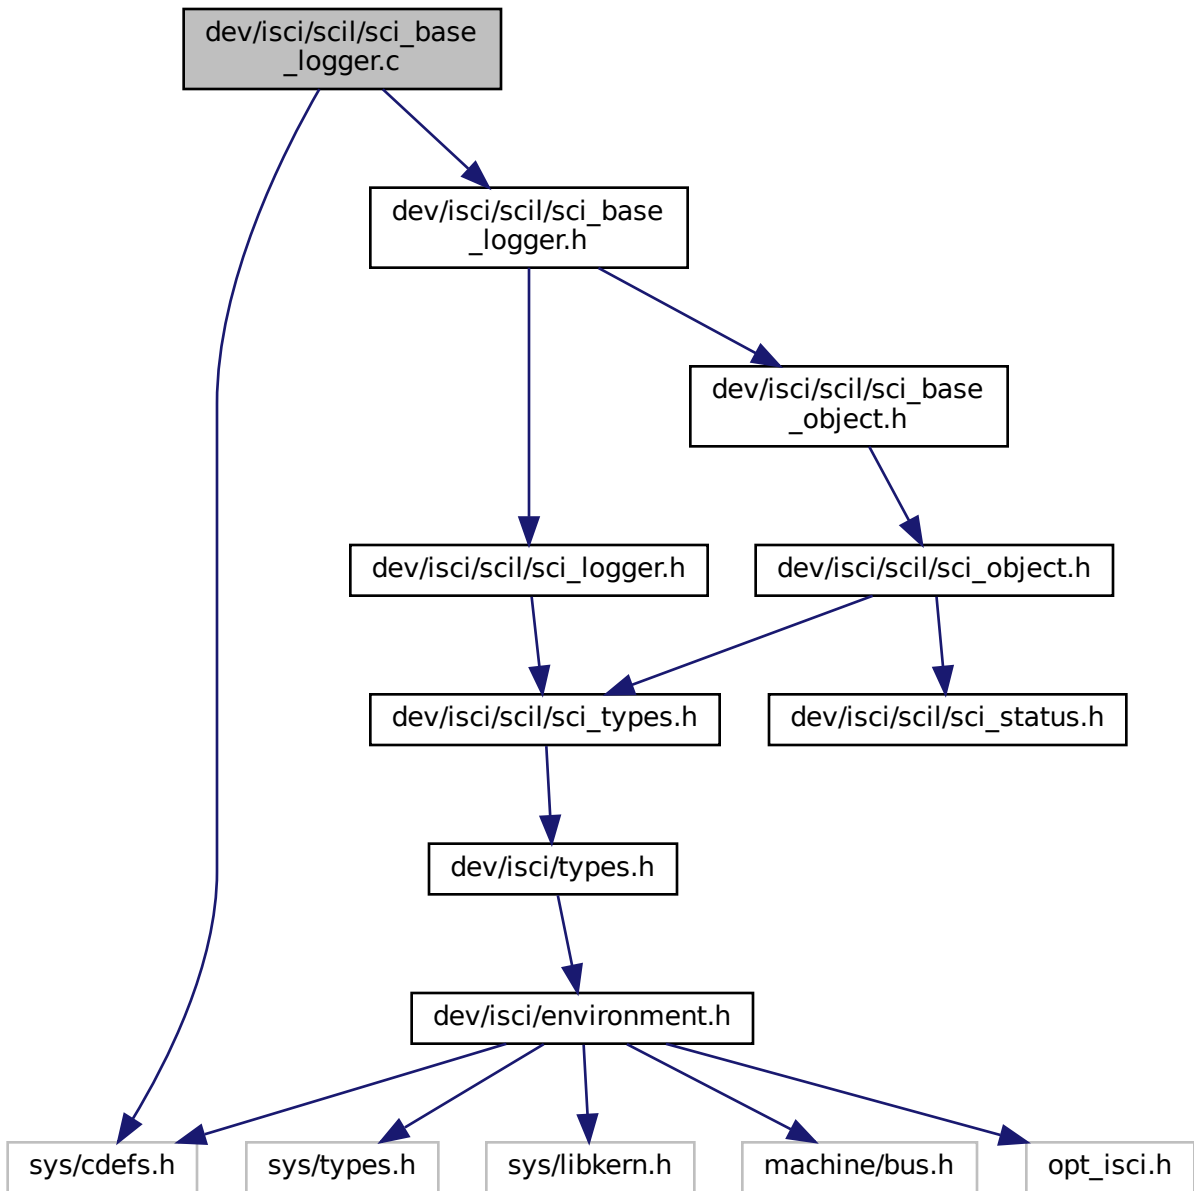 dev/isci/scil/sci_base
_logger.c
dev/isci/scil/sci_base
_logger.h
dev/isci/scil/sci_base
_object.h
dev/isci/scil/sci_logger.h
dev/isci/scil/sci_object.h
dev/isci/scil/sci_types.h
dev/isci/scil/sci_status.h
dev/isci/types.h
dev/isci/environment.h
sys/cdefs.h
sys/types.h
sys/libkern.h
machine/bus.h
opt_isci.h